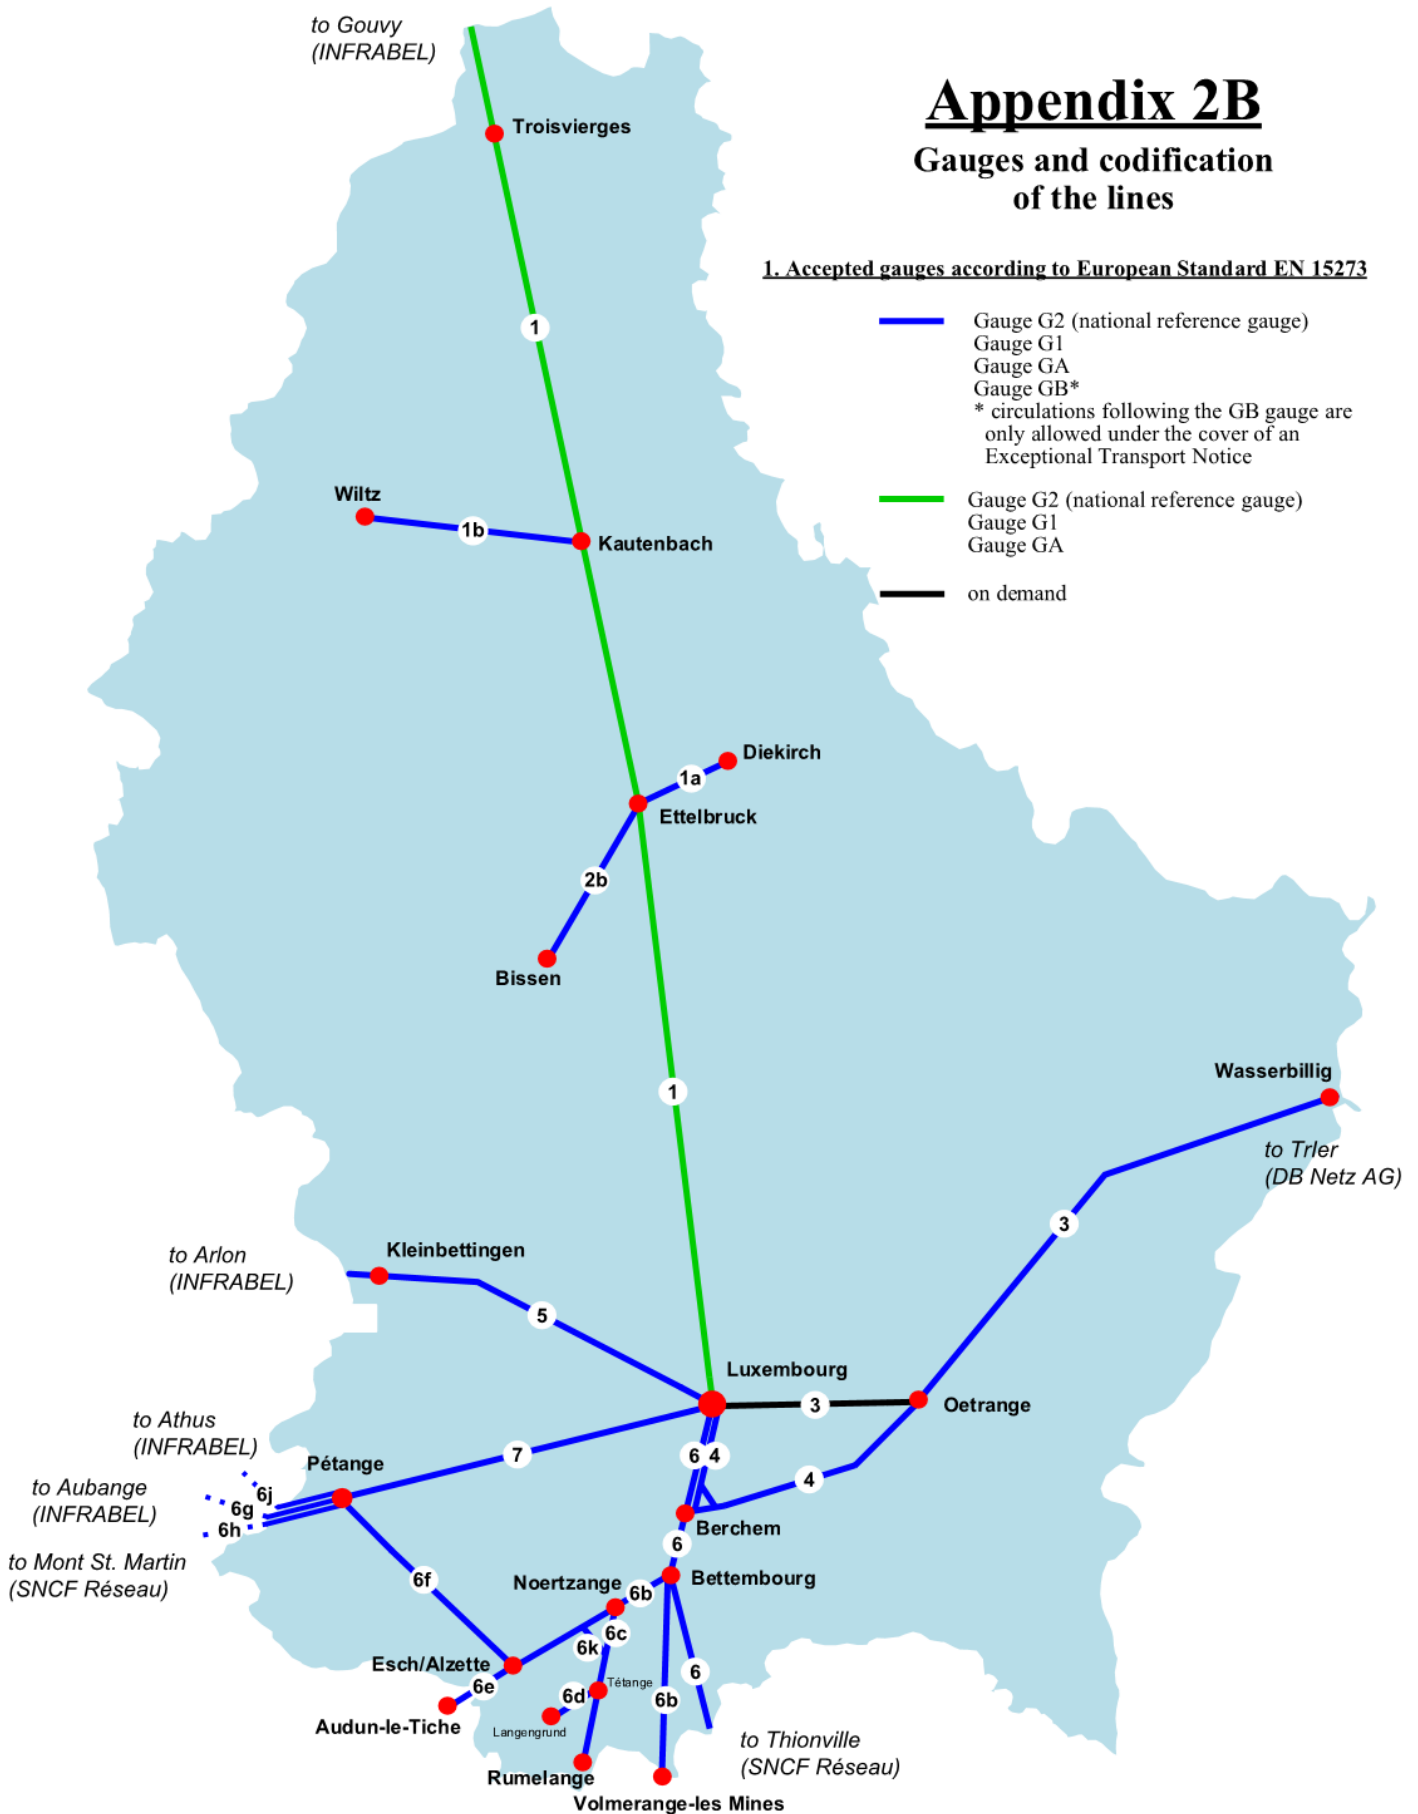 to Gouvy
(INFRABEL)
Appendix 2B
Gauges and codification
of the lines
Troisvierges
1. Accepted gauges according to European Standard EN 15273
Gauge G2 (national reference gauge)
Gauge G1
Gauge GA
Gauge GB*
* circulations following the GB gauge are
only allowed under the cover of an
Exceptional Transport Notice
Gauge G2 (national reference gauge)
Gauge G1
Gauge GA
on demand
1
Wiltz
1b
Kautenbach
Diekirch
1a
Ettelbruck
2b
Bissen
1
Wasserbillig
to Trler
(DB Netz AG)
3
to Arlon
(INFRABEL)
Kleinbettingen
5
Luxembourg
3
Oetrange
to Athus
(INFRABEL)
7
6
4
4
Pétange
to Aubange
(INFRABEL)
6j
6g
6h
Berchem
to Mont St. Martin
(SNCF Réseau)
6
6f
Noertzange
6b
Bettembourg
6c
6k
Esch/Alzette
6e
6d
Tétange
6
6b
Audun-le-Tiche
Langengrund
to Thionville
(SNCF Réseau)
Rumelange
Volmerange-les Mines